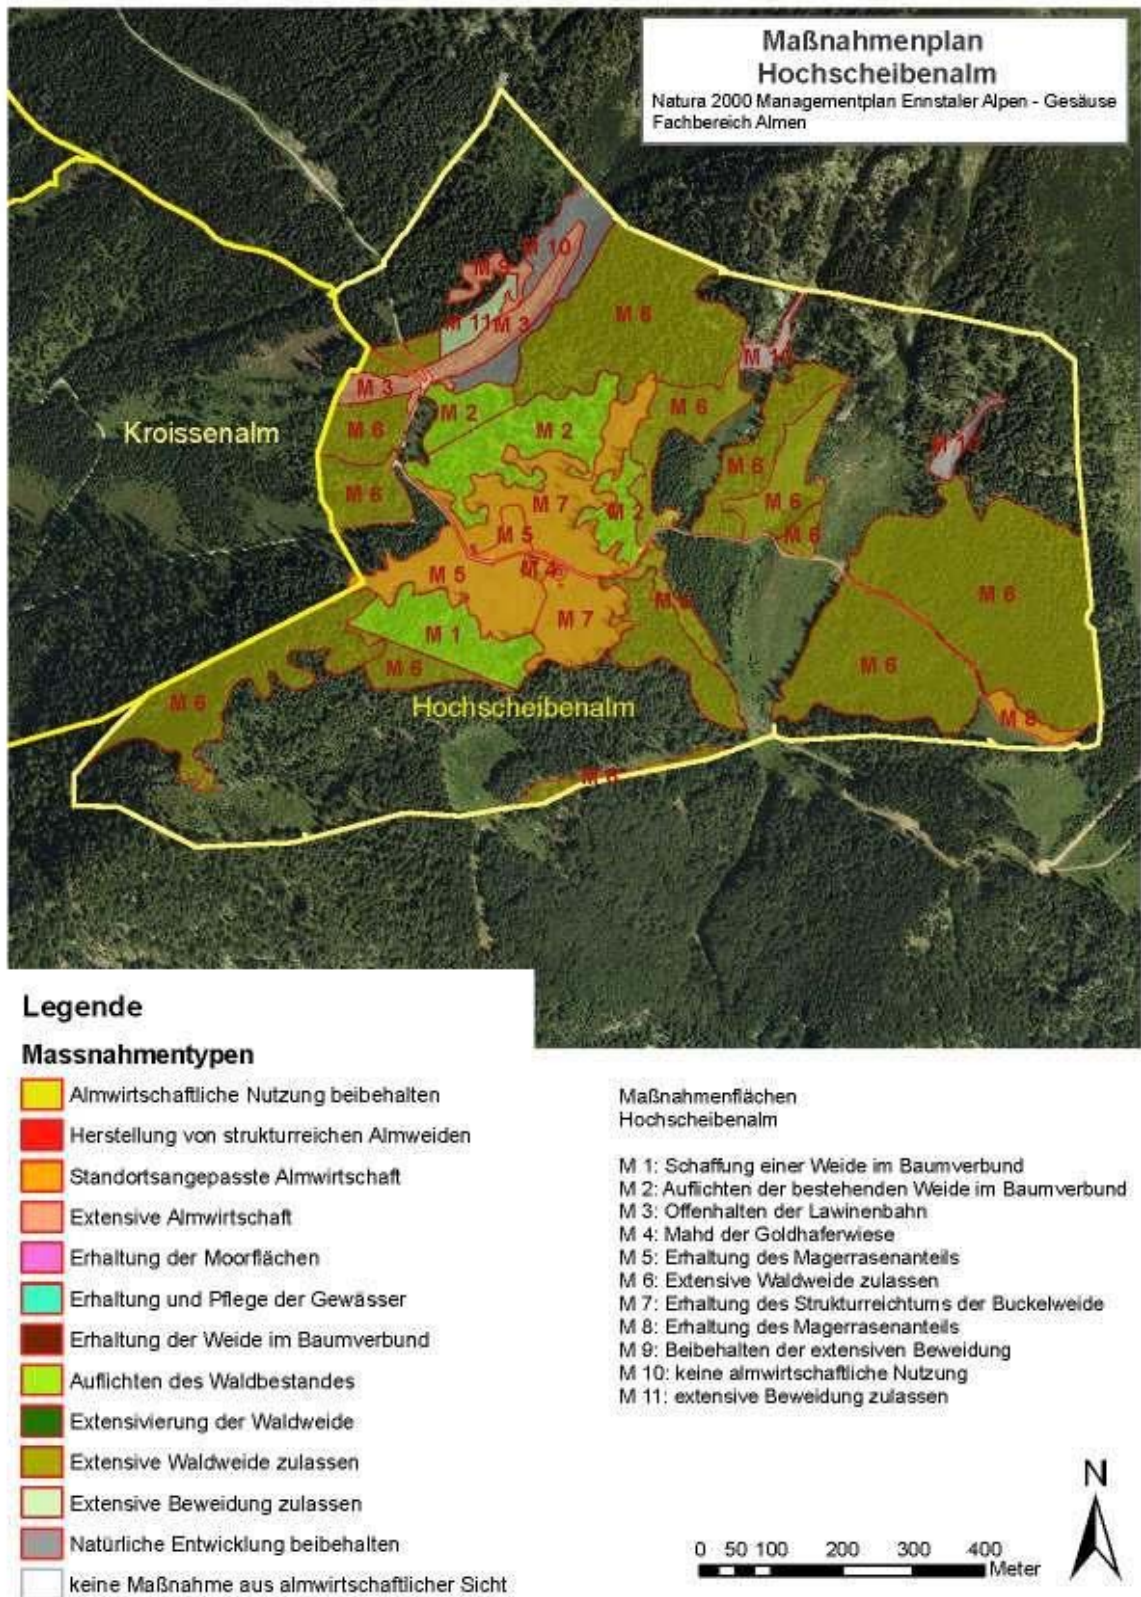 Maßnahmenplan
Hochscheibenalm
Natura 2000 Managementplan Ennstaler Alpen - Gesäuse
Fachbereich Almen
M 10
M 9
M 11
M 3
M 6
M 3
M 2
M 2
M 6
Kroissenalm
M 6
M 6
M 6
M 7
M 2
M 6
M 5
M 6
M 4
M 5
M 6
M 7
M 1
M 6
M 6
M 6
Hochscheibenalm
M 8
M 6
Legende
Massnahmentypen
Almwirtschaftliche Nutzung beibehalten
Herstellung von strukturreichen Almweiden
Standortsangepasste Almwirtschaft
Extensive Almwirtschaft
Erhaltung der Moorflächen
Erhaltung und Pflege der Gewässer
Erhaltung der Weide im Baumverbund
Auflichten des Waldbestandes
Extensivierung der Waldweide
Extensive Waldweide zulassen
Extensive Beweidung zulassen
Natürliche Entwicklung beibehalten
keine Maßnahme aus almwirtschaftlicher Sicht
Maßnahmenflächen
Hochscheibenalm
M 1: Schaffung einer Weide im Baumverbund
M 2: Auflichten der bestehenden Weide im Baumverbund
M 3: Offenhalten der Lawinenbahn
M 4: Mahd der Goldhaferwiese
M 5: Erhaltung des Magerrasenanteils
M 6: Extensive Waldweide zulassen
M 7: Erhaltung des Strukturreichtums der Buckelweide
M 8: Erhaltung des Magerrasenanteils
M 9: Beibehalten der extensiven Beweidung
M 10: keine almwirtschaftliche Nutzung
M 11: extensive Beweidung zulassen
N
0 50 100 200 300 400
Meter